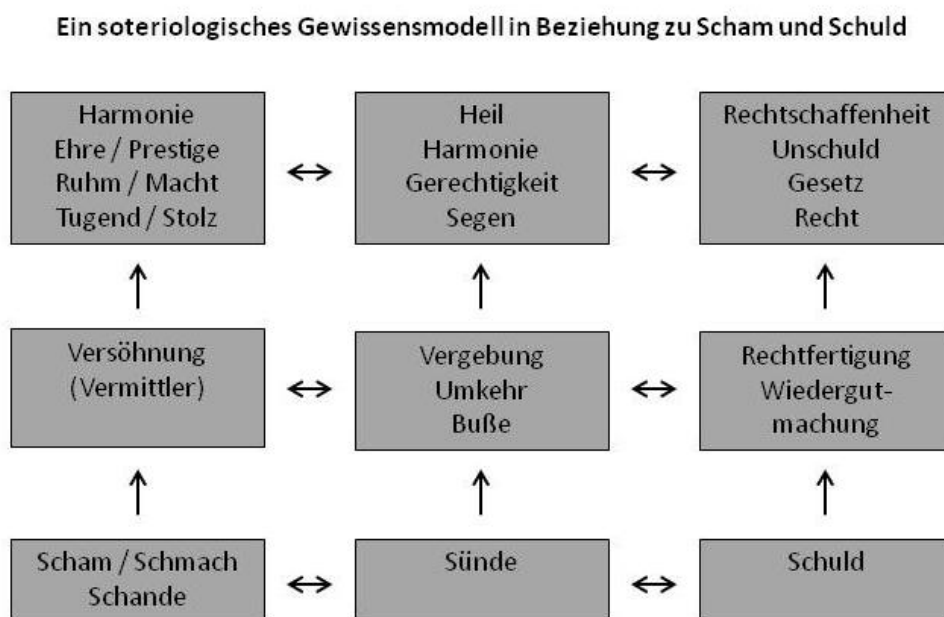 Ein soteriologisches Gewissensmodell in Beziehung zu Scham und Schuld
Harmonie
Ehre / Prestige
Ruhm / Macht
Tugend / Stolz
Heil
Harmonie
Gerechtigkeit
Segen
Rechtschaffenheit
Unschuld
Gesetz
Recht
Versöhnung
(Vermittler)
Vergebung
Umkehr
Buße
Rechtfertigung
Wiedergut-
machung
Scham / Schmach
Schande
Sünde
Schuld